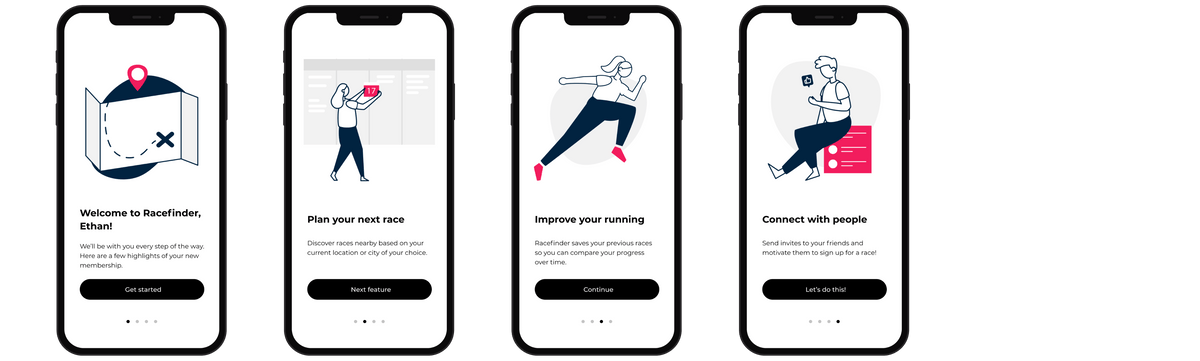 Welcome to Racefinder,
Ethan!
We'll be with you every step of the way.
Here are a few highlights of your new
membership.
Get started
17
Plan your next race
Discover races nearby based on your
current location or city of your choice.
Next feature
Improve your running
Racefinder saves your previous races
so you can compare your progress
over time.
Continue
Connect with people
Send invites to your friends and
motivate them to sign up for a race!
Let's do this!